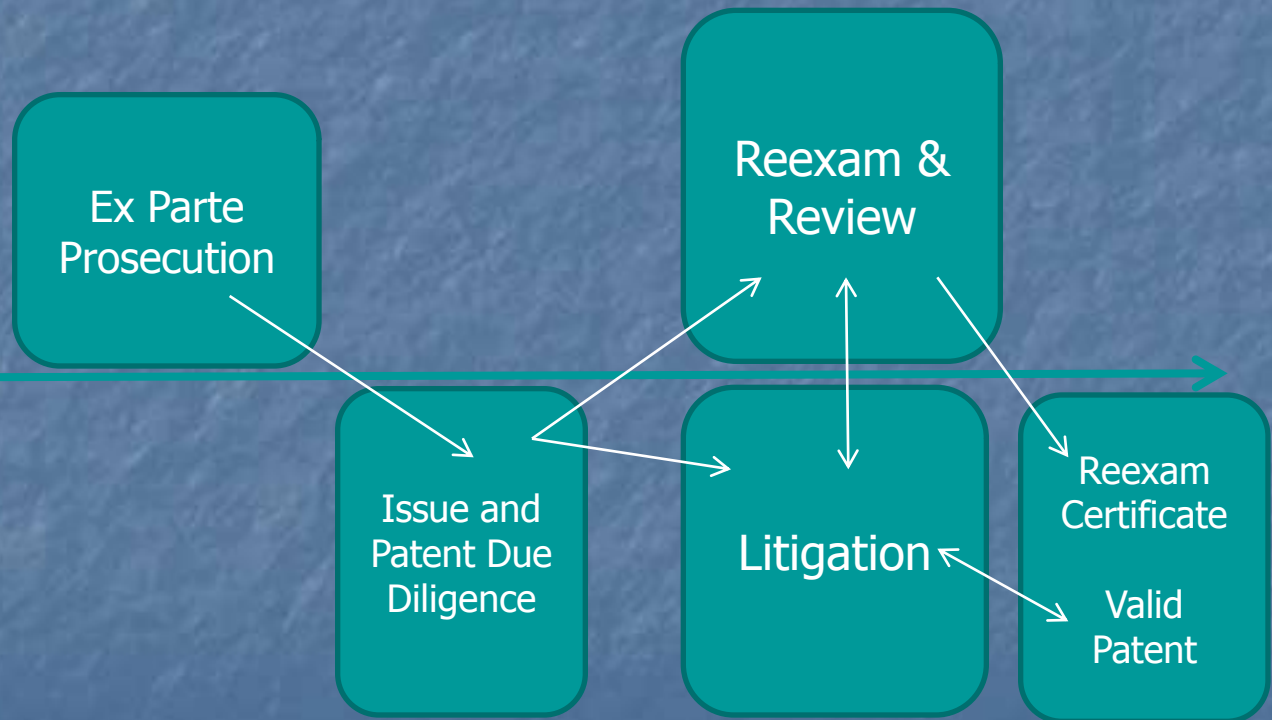 Ex Parte
Prosecution
Issue and
Patent Due
Diligence
Reexam &
Review
Litigation
Reexam
Certificate
Valid
Patent